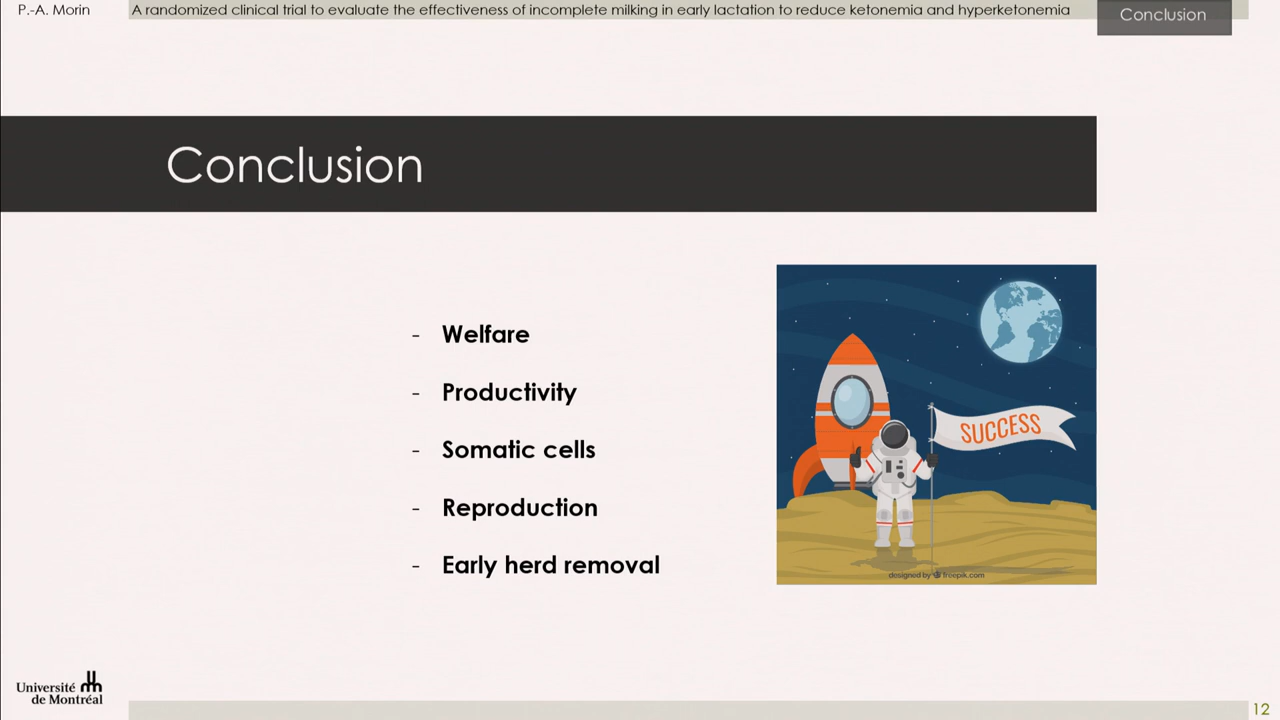 P.-A. Morin
A randomized clinical trial to evaluate the effectiveness of incomplete milking in early lactation to reduce ketonemia and hyperketonemia
Conclusion
Conclusion
- Welfare
- Productivity
- Somatic cells
- Reproduction
- Early herd removal
SUCCESS
designed by freepik.com
Université
de Montréal
12